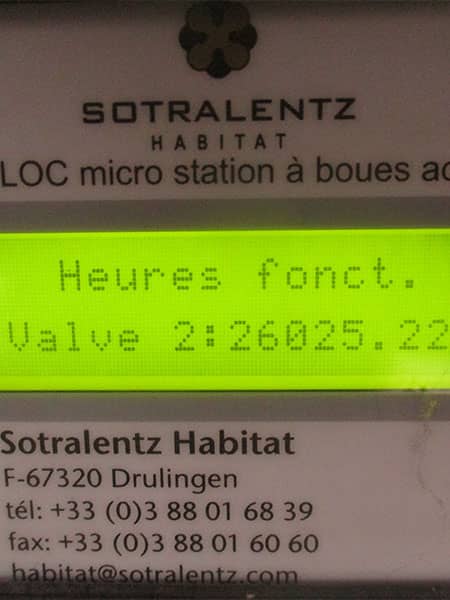 SOTRALENTZ
HABITAT
LOC micro station à boues ac
Heures fonct.
Valve 2:26025.22
Sotralentz Habitat
F-67320 Drulingen
tél: +33 (0)3 88 01 68 39
fax: +33 (0)3 88 01 60 60
habitat@sotralentz.com